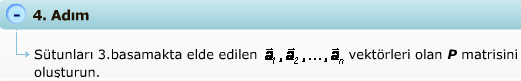 4. Adım
Sütunları 3.basamakta elde edilen a⃗₁, a⃗₂, ..., a⃗ₙ vektörleri olan P matrisini
oluşturun.